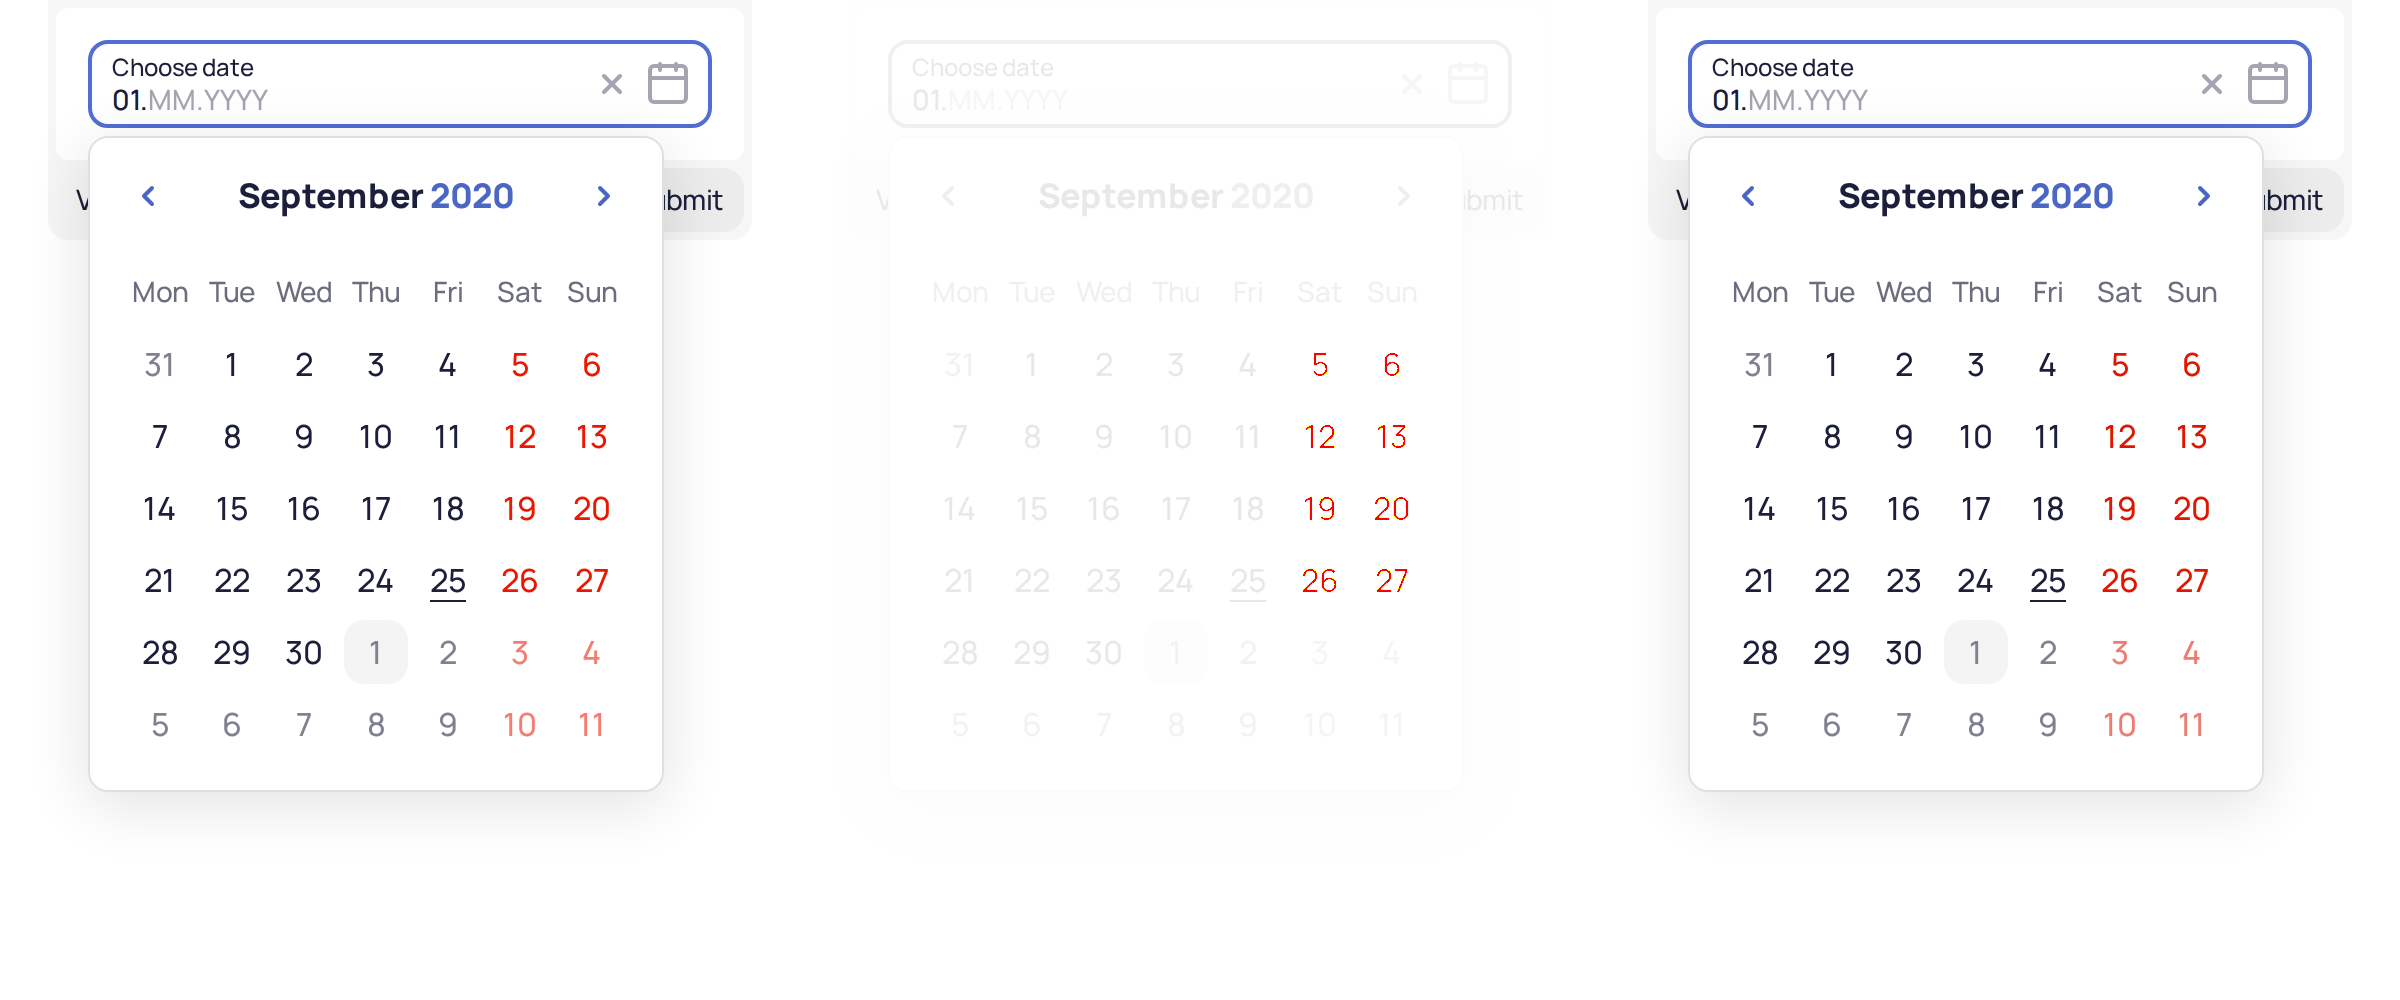 Choose date
01.MM.YYYY
V
bmit
September 2020
Mon Tue Wed Thu Fri Sat Sun
31 1 2 3 4 5 6
7 8 9 10 11 12 13
14 15 16 17 18 19 20
21 22 23 24 25 26 27
28 29 30 1 2 3 4
5 6 7 8 9 10 11
Choose date
01.MM.YYYY
V
bmit
September 2020
Mon Tue Wed Thu Fri Sat Sun
31 1 2 3 4 5 6
7 8 9 10 11 12 13
14 15 16 17 18 19 20
21 22 23 24 25 26 27
28 29 30 1 2 3 4
5 6 7 8 9 10 11
Choose date
01.MM.YYYY
V
bmit
September 2020
Mon Tue Wed Thu Fri Sat Sun
31 1 2 3 4 5 6
7 8 9 10 11 12 13
14 15 16 17 18 19 20
21 22 23 24 25 26 27
28 29 30 1 2 3 4
5 6 7 8 9 10 11